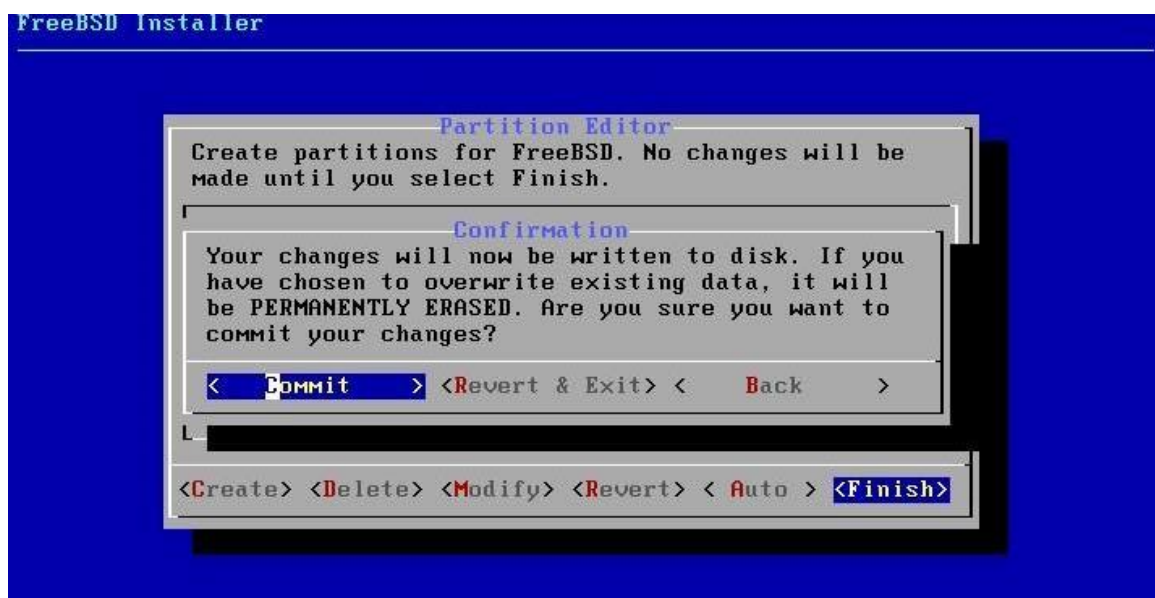 FreeBSD Installer
Partition Editor
Create partitions for FreeBSD. No changes will be
made until you select Finish.
Confirmation
Your changes will now be written to disk. If you
have chosen to overwrite existing data, it will
be PERMANENTLY ERASED. Are you sure you want to
commit your changes?
< Commit > <Revert & Exit> < Back >
<Create> <Delete> <Modify> <Revert> < Auto > <Finish>